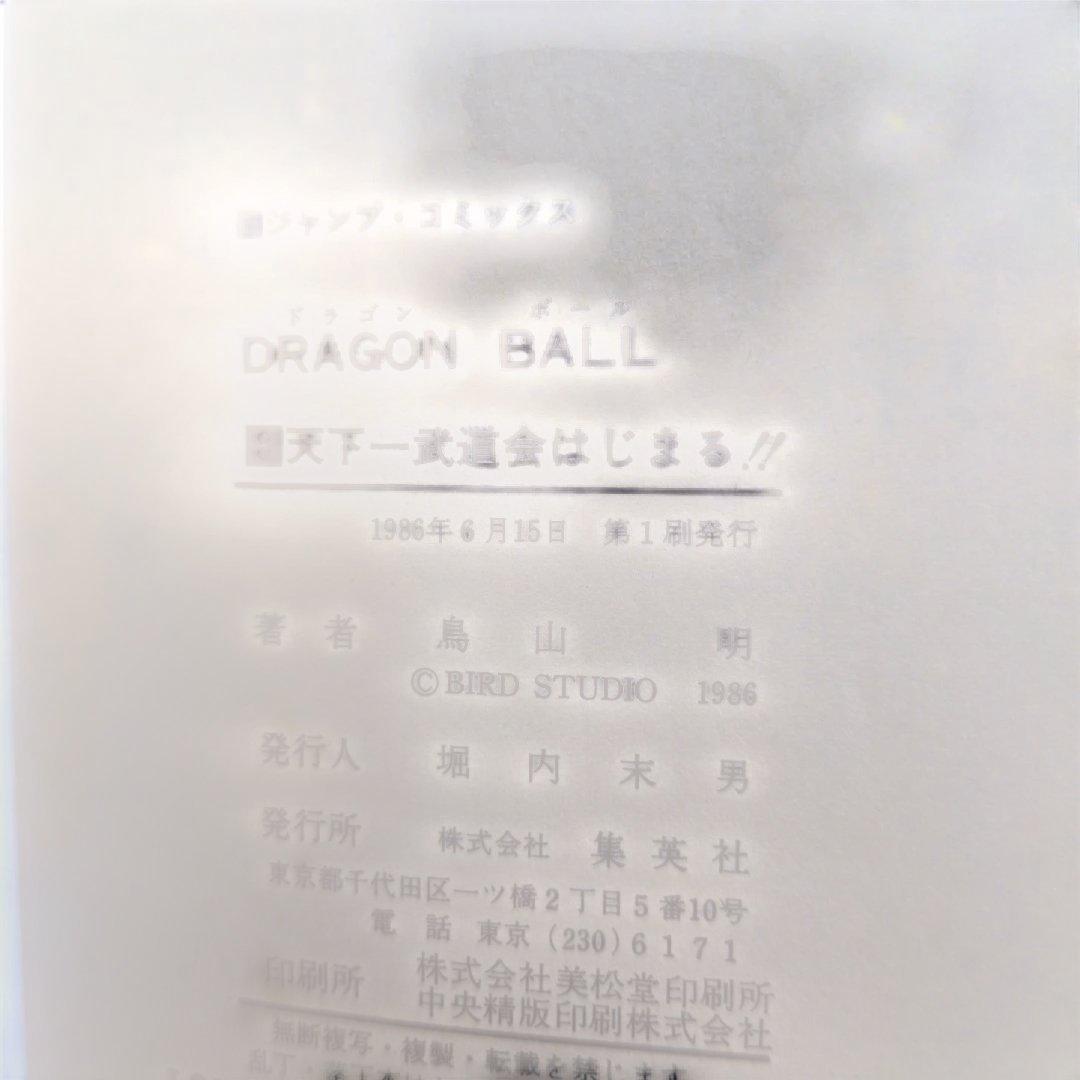 ■ジャンプ・コミックス
ドラゴン ボール
DRAGON BALL
3 天下一武道会はじまる!!
1986年6月15日 第1刷発行
著者 鳥山 明
©BIRD STUDIO 1986
発行人 堀内末男
発行所 株式会社 集英社
東京都千代田区一ツ橋2丁目5番10号
電話 東京 (230) 6171
印刷所 株式会社美松堂印刷所
中央精版印刷株式会社
無断複写・複製・転載を禁じます
乱丁・